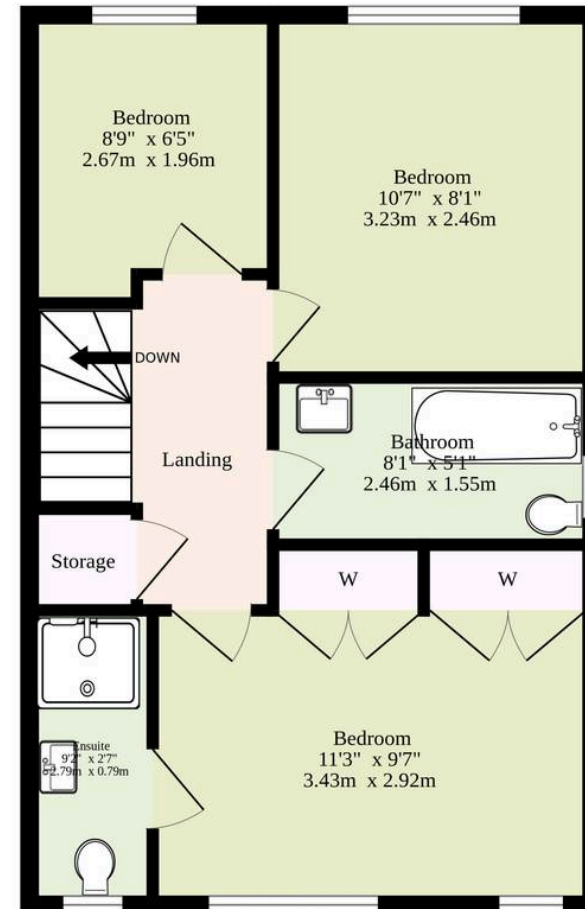 Bedroom
8'9" x 6'5"
2.67m x 1.96m
Bedroom
10'7" x 8'1"
3.23m x 2.46m
DOWN
Landing
Bathroom
8'1" x 5'1"
2.46m x 1.55m
Storage
W
W
Ensuite
9'2" x 2'7"
2.79m x 0.79m
Bedroom
11'3" x 9'7"
3.43m x 2.92m